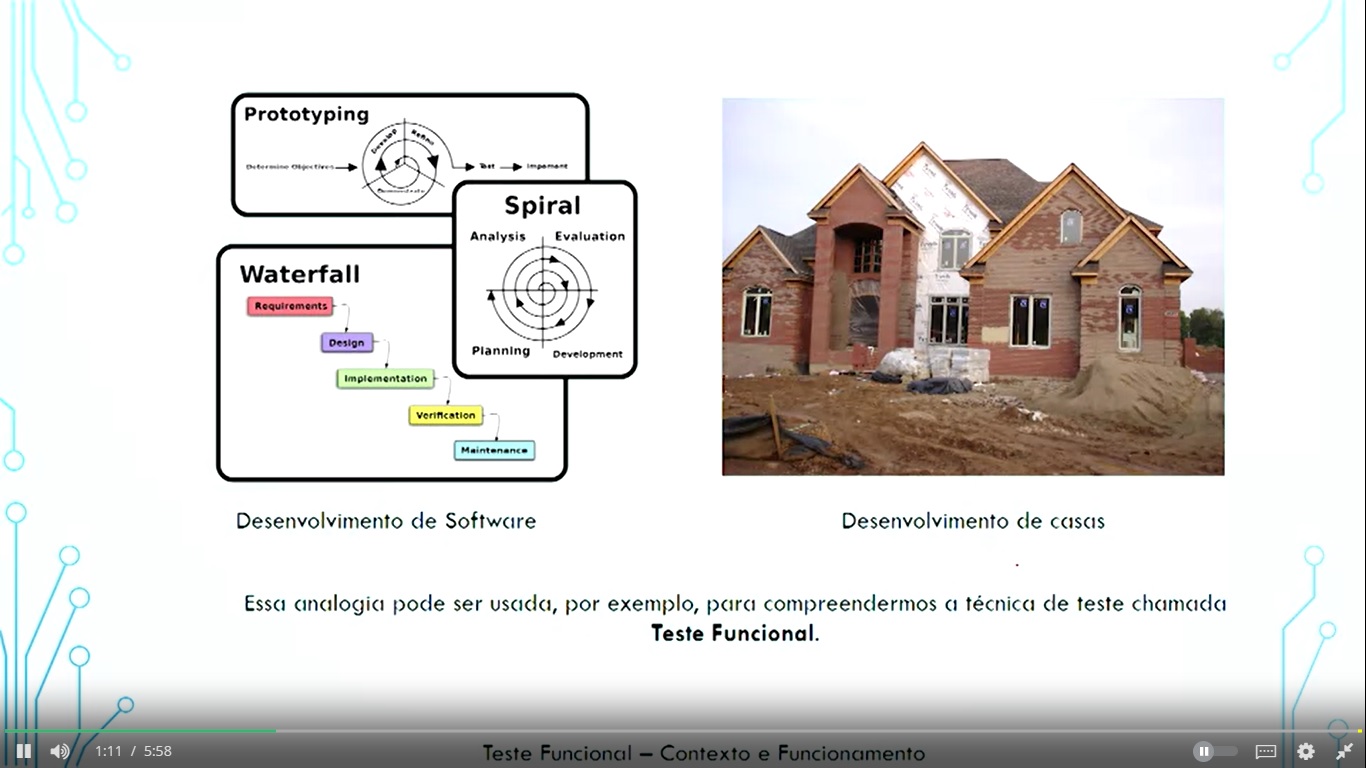 Prototyping
Develop
Refine
Determine Objectives
Demonstrate
Test
Implement
Spiral
Analysis
Evaluation
Planning
Development
Waterfall
Requirements
Design
Implementation
Verification
Maintenance
Desenvolvimento de Software
Desenvolvimento de casas
Essa analogia pode ser usada, por exemplo, para compreendermos a técnica de teste chamada
Teste Funcional.
1:11 / 5:58
Teste Funcional – Contexto e Funcionamento